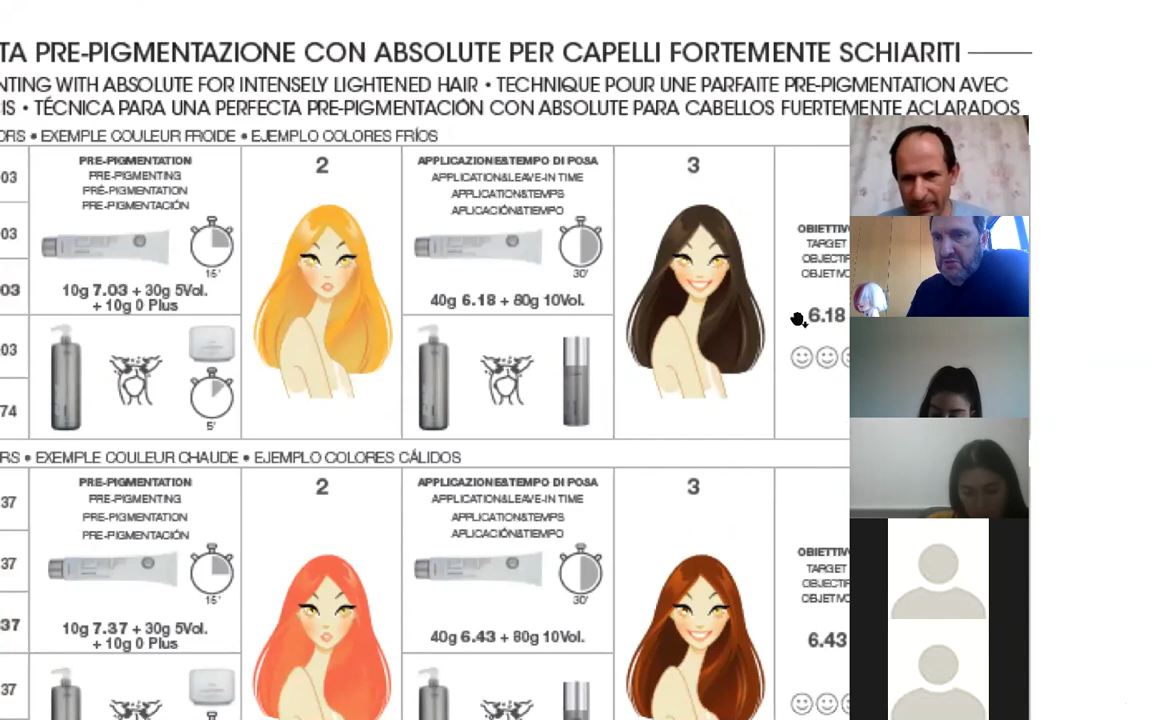 TA PRE-PIGMENTAZIONE CON ABSOLUTE PER CAPELLI FORTEMENTE SCHIARITI
NTING WITH ABSOLUTE FOR INTENSELY LIGHTENED HAIR • TECHNIQUE POUR UNE PARFAITE PRE-PIGMENTATION AVEC
IS • TÉCNICA PARA UNA PERFECTA PRE-PIGMENTACIÓN CON ABSOLUTE PARA CABELLOS FUERTEMENTE ACLARADOS
ORS • EXEMPLE COULEUR FROIDE • EJEMPLO COLORES FRÍOS
03
03
03
03
74
PRE-PIGMENTATION
PRE-PIGMENTING
PRÉ-PIGMENTATION
PRE-PIGMENTACIÓN
15'
10g 7.03 + 30g 5Vol.
+ 10g 0 Plus
5'
2
APPLICAZIONE&TEMPO DI POSA
APPLICATION&LEAVE-IN TIME
APPLICATION&TEMPS
APLICACIÓN&TIEMPO
30'
40g 6.18 + 80g 10Vol.
3
OBIETTIV
TARGET
OBJECTIF
OBJETIVO
6.18
RS • EXEMPLE COULEUR CHAUDE • EJEMPLO COLORES CÁLIDOS
37
37
37
37
PRE-PIGMENTATION
PRE-PIGMENTING
PRE-PIGMENTATION
PRE-PIGMENTACIÓN
15'
10g 7.37 + 30g 5Vol.
+ 10g 0 Plus
2
APPLICAZIONE&TEMPO DI POSA
APPLICATION&LEAVE-IN TIME
APPLICATION&TEMPS
APLICACIÓN&TIEMPO
30'
40g 6.43 + 80g 10Vol.
3
OBIETTIV
TARGET
OBJECTIF
OBJETIVO
6.43